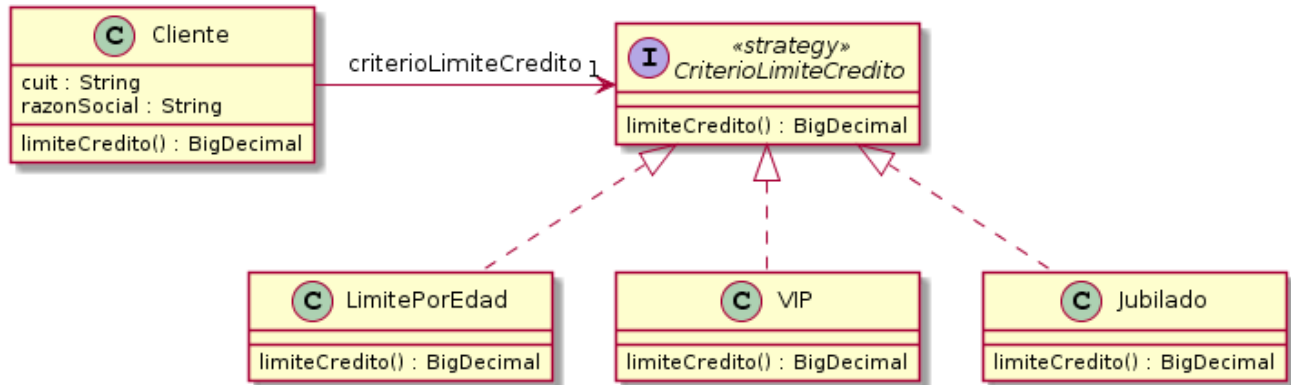 C Cliente
cuit : String
razonSocial : String
limiteCredito() : BigDecimal
criterioLimiteCredito 1
I «strategy»
CriterioLimiteCredito
limiteCredito() : BigDecimal
C LimitePorEdad
limiteCredito() : BigDecimal
C VIP
limiteCredito() : BigDecimal
C Jubilado
limiteCredito() : BigDecimal